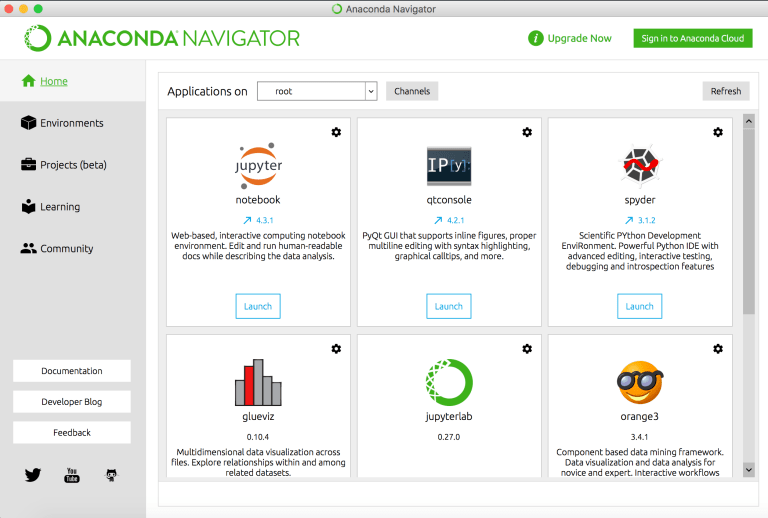 Anaconda Navigator
ANACONDA NAVIGATOR
i Upgrade Now
Sign in to Anaconda Cloud
Home
Environments
Projects (beta)
Learning
Community
Documentation
Developer Blog
Feedback
You
Tube
Applications on
root
Channels
Refresh
jupyter
notebook
4.3.1
Web-based, interactive computing notebook
environment. Edit and run human-readable
docs while describing the data analysis.
Launch
IP[y]:
qtconsole
4.2.1
PyQt GUI that supports inline figures, proper
multiline editing with syntax highlighting,
graphical calltips, and more.
Launch
spyder
3.1.2
Scientific PYthon Development
EnviRonment. Powerful Python IDE with
advanced editing, interactive testing,
debugging and introspection features
Launch
glueviz
0.10.4
Multidimensional data visualization across
files. Explore relationships within and among
related datasets.
jupyterlab
0.27.0
orange3
3.4.1
Component based data mining framework.
Data visualization and data analysis for
novice and expert. Interactive workflows